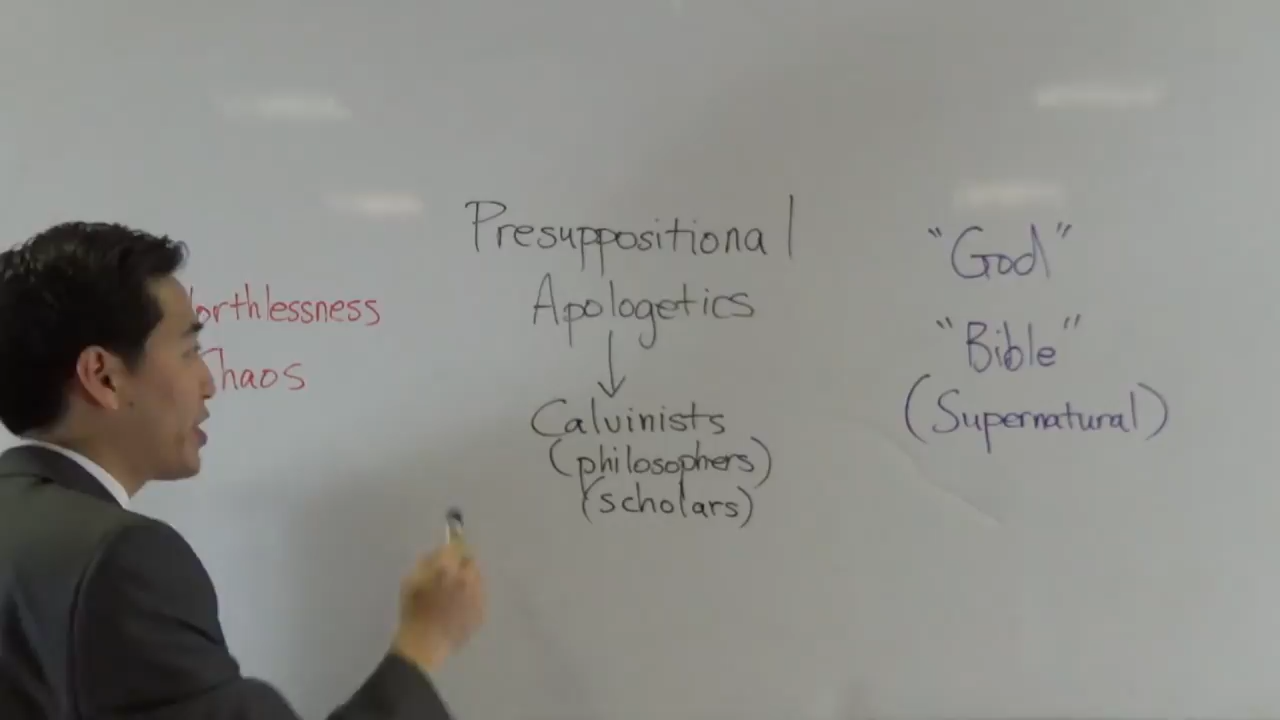 orthlessness
haos
Presuppositional
Apologetics
Calvinists
(philosophers)
(scholars)
"God"
"Bible"
(Supernatural)